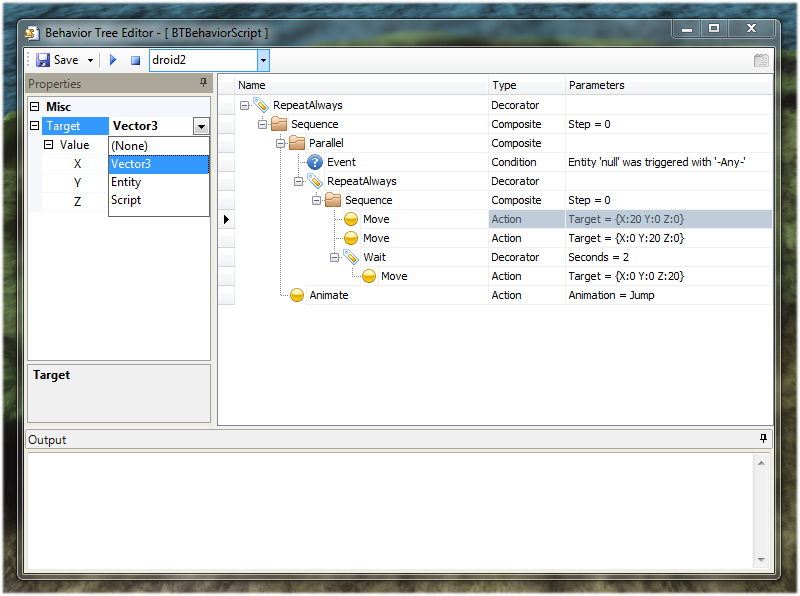 Behavior Tree Editor - [ BTBehaviorScript ]
Save droid2
Properties
Misc
Target Vector3
Value (None)
X Vector3
Y Entity
Z Script
Target
Name Type Parameters
RepeatAlways Decorator
Sequence Composite Step = 0
Parallel Composite
Event Condition Entity 'null' was triggered with '-Any-'
RepeatAlways Decorator
Sequence Composite Step = 0
Move Action Target = {X:20 Y:0 Z:0}
Move Action Target = {X:0 Y:20 Z:0}
Wait Decorator Seconds = 2
Move Action Target = {X:0 Y:0 Z:20}
Animate Action Animation = Jump
Output